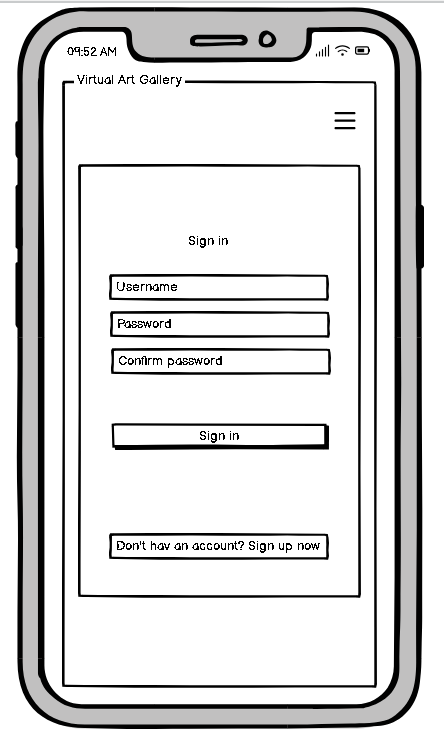 09:52 AM
Virtual Art Gallery
Sign in
Username
Password
Confirm password
Sign in
Don't hav an account? Sign up now